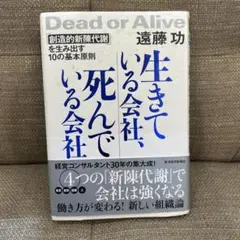 Dead or Alive
創造的新陳代謝
を生み出す
10の基本原則
遠藤 功
生きて
いる会社、
死んで
いる会社
経営コンサルタント30年の集大成!
4つの「新陳代謝」で
会社は強くなる
働き方が変わる! 新しい組織論